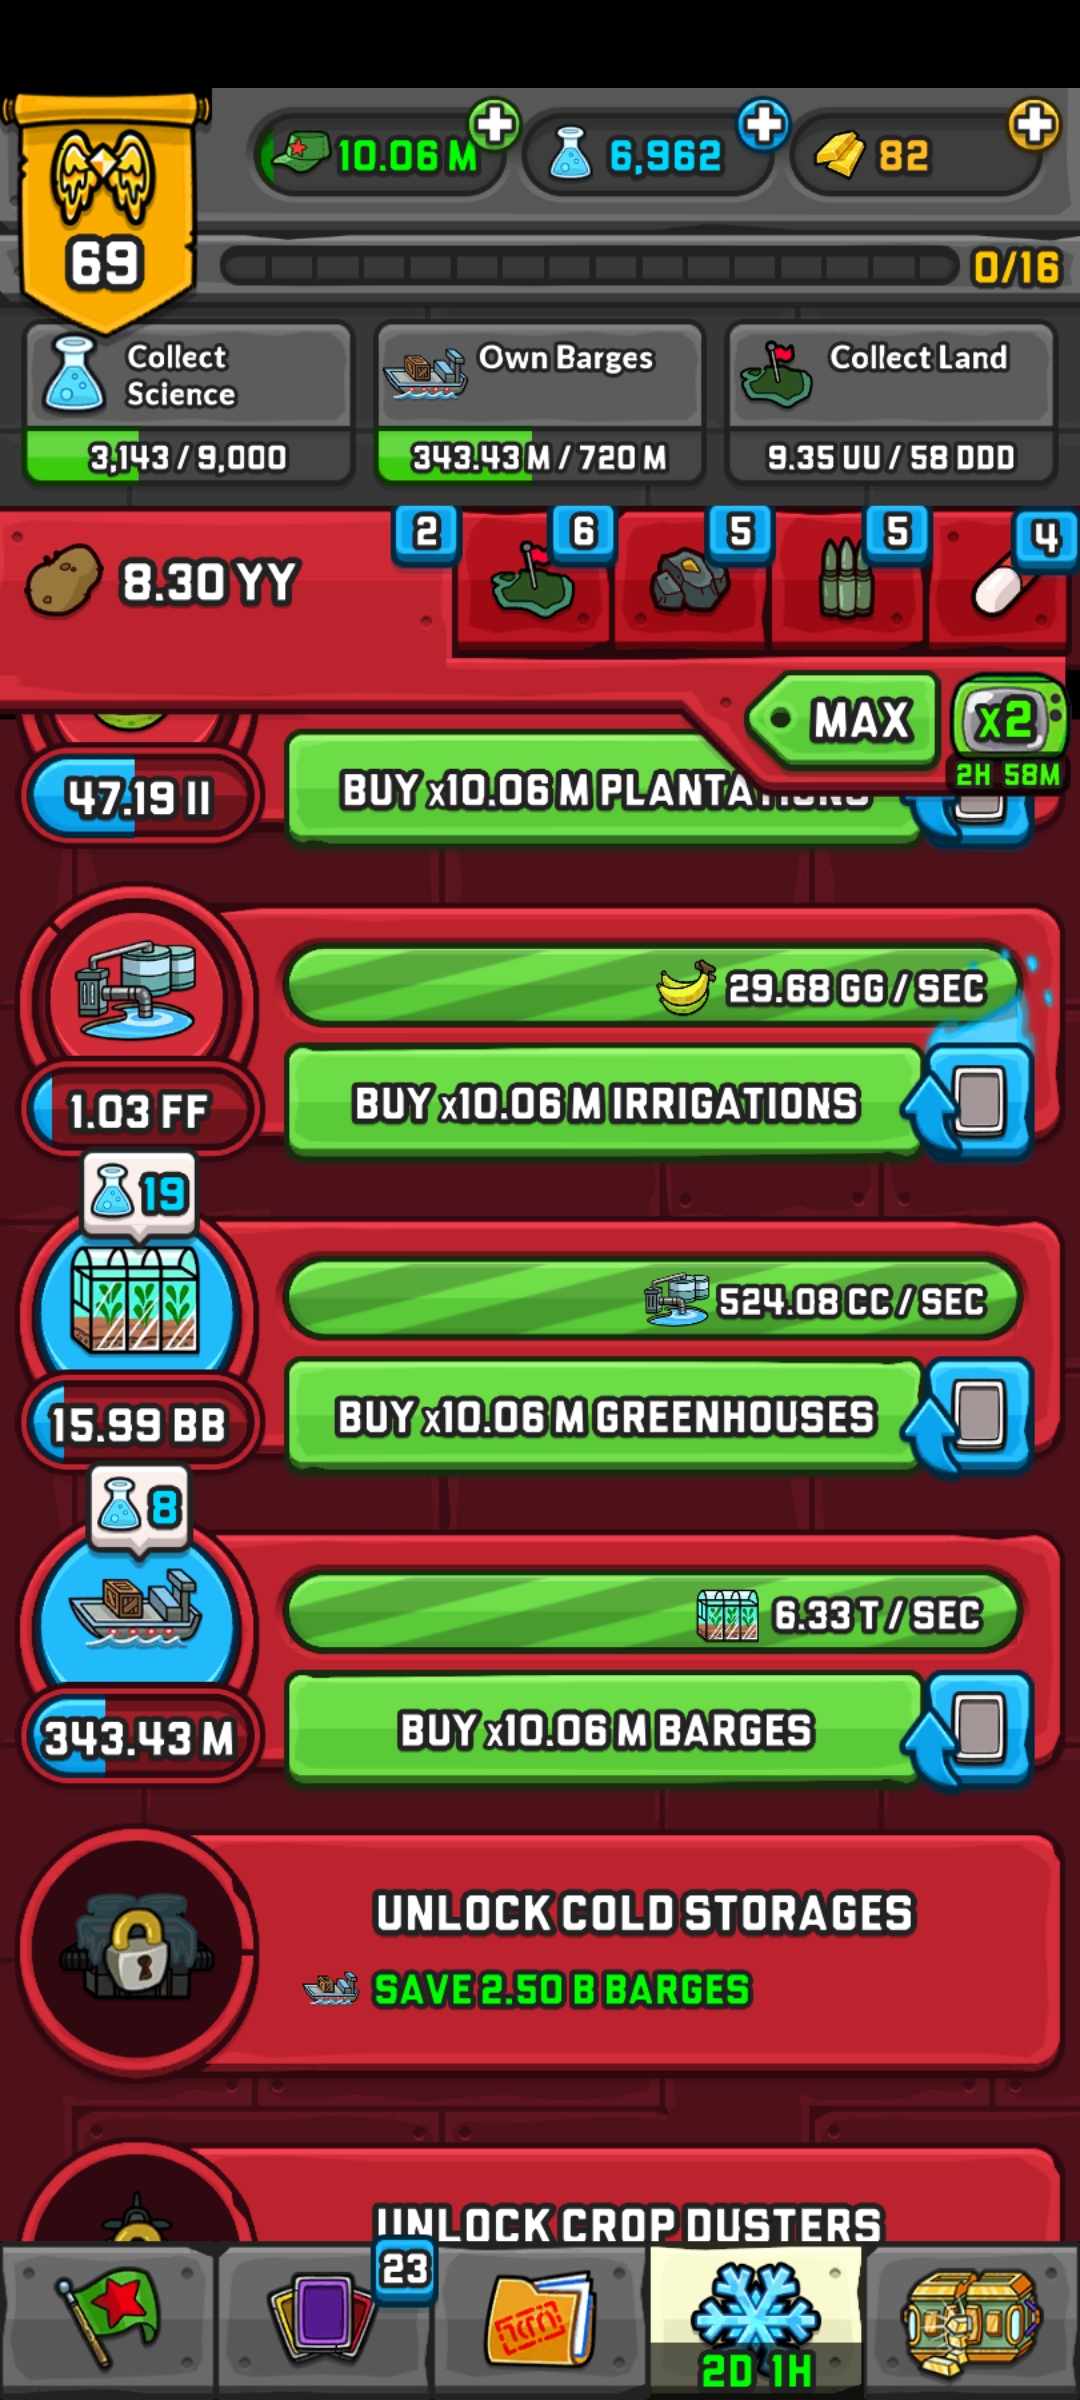 10.06 M
6,962
82
69
0/16
Collect
Science
3,143 / 9,000
Own Barges
343.43 M / 720 M
Collect Land
9.35 UU / 58 DDD
8.30 YY
2
6
5
5
4
MAX
x2
2H 58M
47.19 II
BUY x10.06 M PLANTATIONS
29.68 GG / SEC
1.03 FF
BUY x10.06 M IRRIGATIONS
19
524.08 CC / SEC
15.99 BB
BUY x10.06 M GREENHOUSES
8
6.33 T / SEC
343.43 M
BUY x10.06 M BARGES
UNLOCK COLD STORAGES
SAVE 2.50 B BARGES
UNLOCK CROP DUSTERS
23
2D 1H